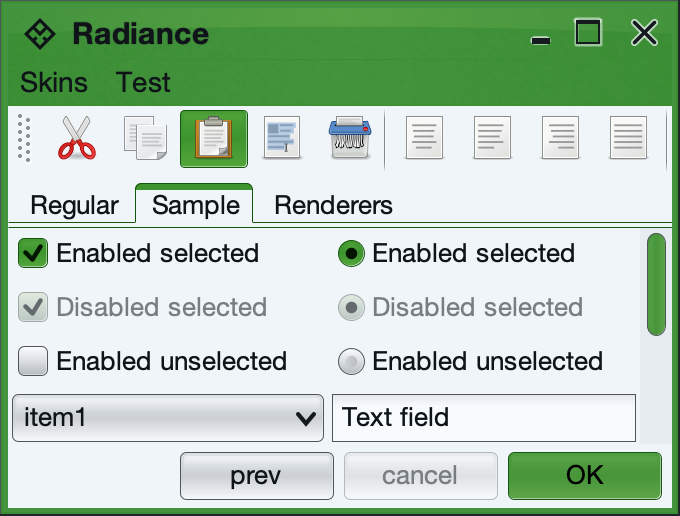 Radiance
Skins Test
Regular Sample Renderers
Enabled selected Enabled selected
Disabled selected Disabled selected
Enabled unselected Enabled unselected
item1 Text field
prev cancel OK